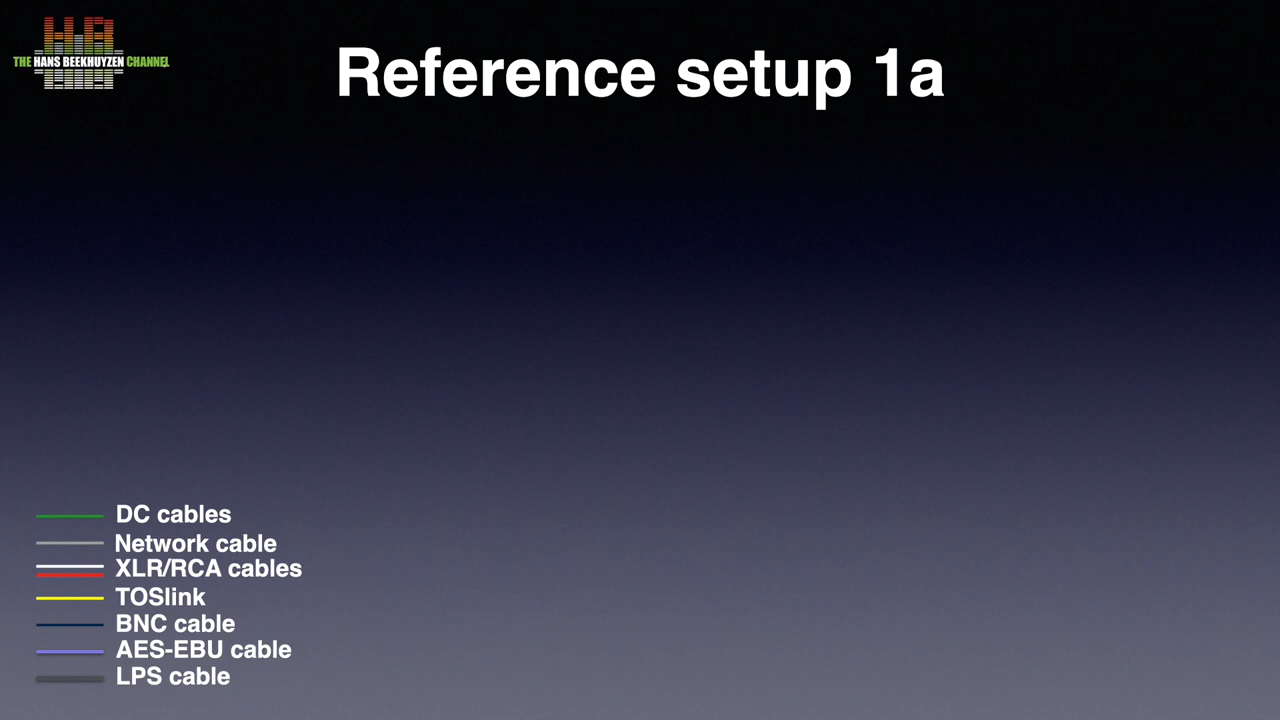 THE HANS BEEKHUYZEN CHANNEL
Reference setup 1a
DC cables
Network cable
XLR/RCA cables
TOSlink
BNC cable
AES-EBU cable
LPS cable